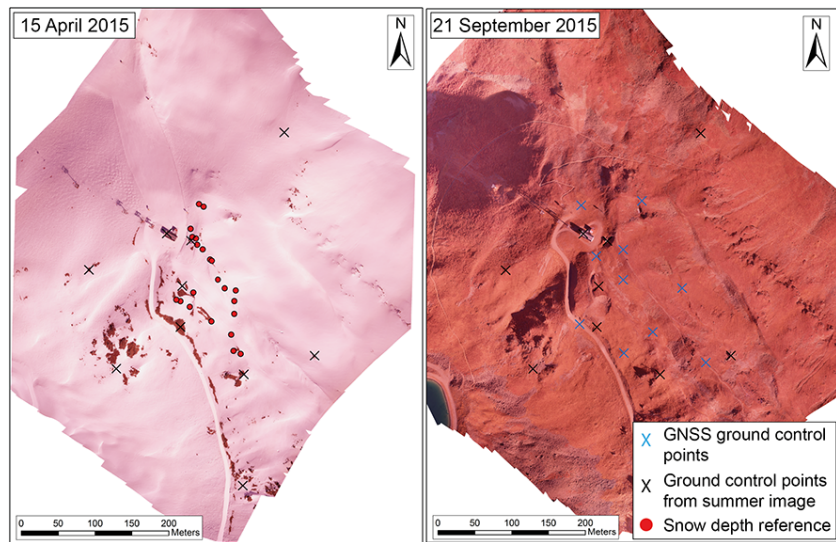 15 April 2015
N
0 50 100 150 200
Meters
21 September 2015
N
GNSS ground control
points
Ground control points
from summer image
Snow depth reference
0 50 100 150 200
Meters